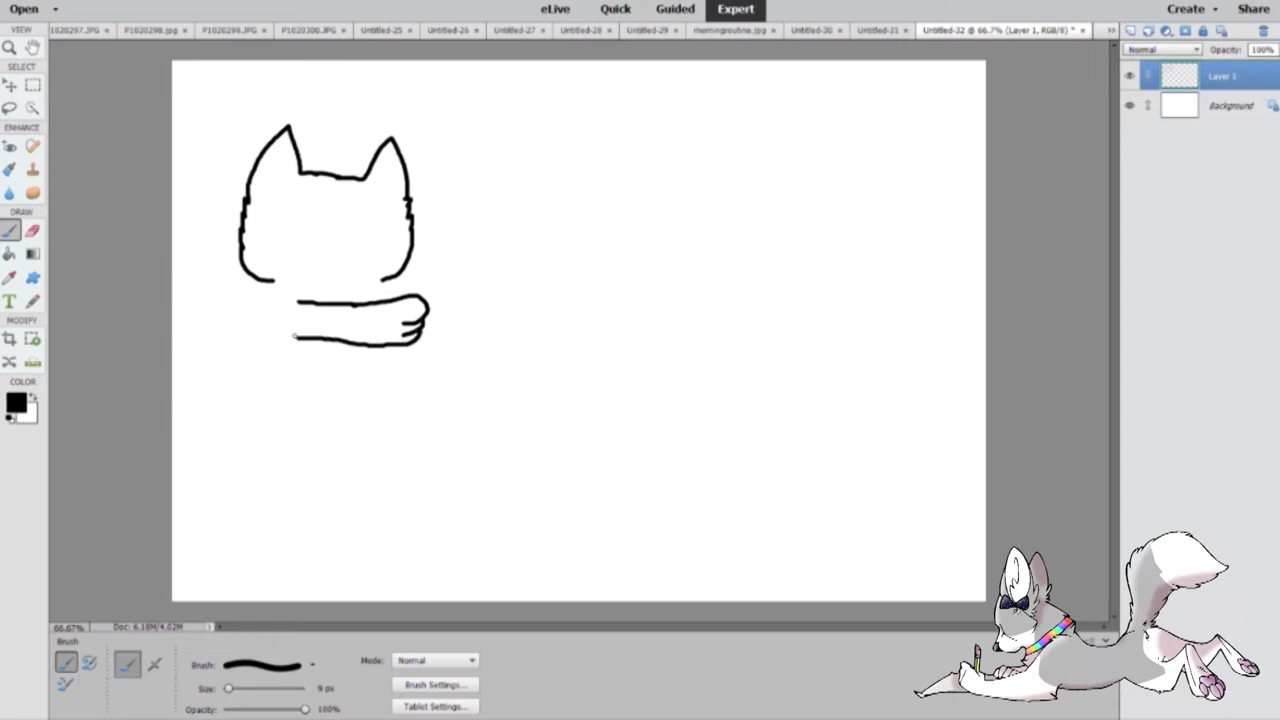 Open eLive Quick Guided Expert Create Share
VIEW 1020297.JPG P1020298.jpg P1020299.JPG P1020300.JPG Untitled-25 Untitled-26 Untitled-27 Untitled-28 Untitled-29 morningroutine.jpg Untitled-30 Untitled-31 Untitled-32 @ 66.7% (Layer 1, RGB/8) *
Normal Opacity: 100%
SELECT
Layer 1
Background
ENHANCE
DRAW
MODIFY
COLOR
66.67% Doc: 6.18M/4.02M
Brush
Brush: Mode: Normal
Size: 9 px Brush Settings...
Opacity: 100% Tablet Settings...